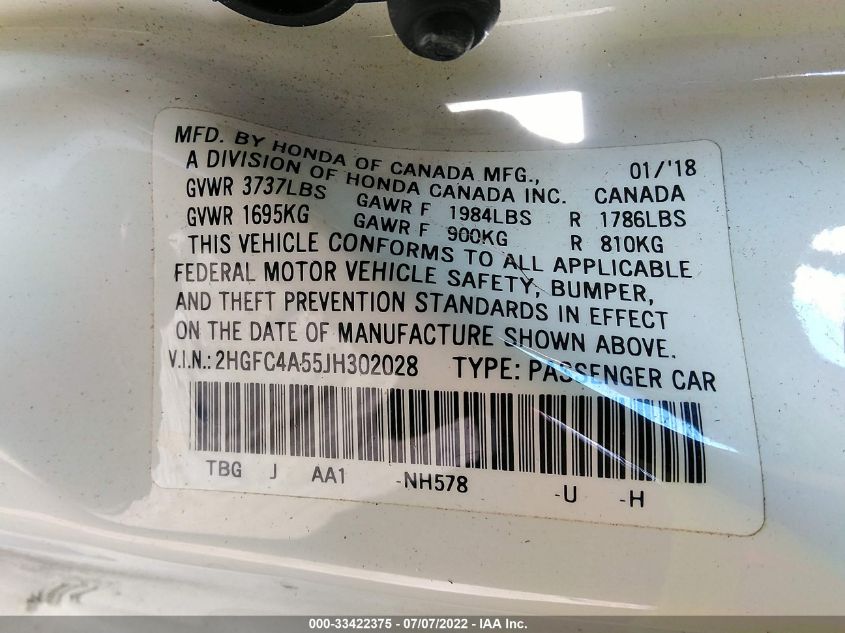 MFD. BY HONDA OF CANADA MFG., 01/'18
A DIVISION OF HONDA CANADA INC. CANADA
GVWR 3737LBS GAWR F 1984LBS R 1786LBS
GVWR 1695KG GAWR F 900KG R 810KG
THIS VEHICLE CONFORMS TO ALL APPLICABLE
FEDERAL MOTOR VEHICLE SAFETY, BUMPER,
AND THEFT PREVENTION STANDARDS IN EFFECT
ON THE DATE OF MANUFACTURE SHOWN ABOVE.
V.I.N.: 2HGFC4A55JH302028 TYPE: PASSENGER CAR
TBG J AA1 -NH578 -U -H
000-33422375 - 07/07/2022 - IAA Inc.